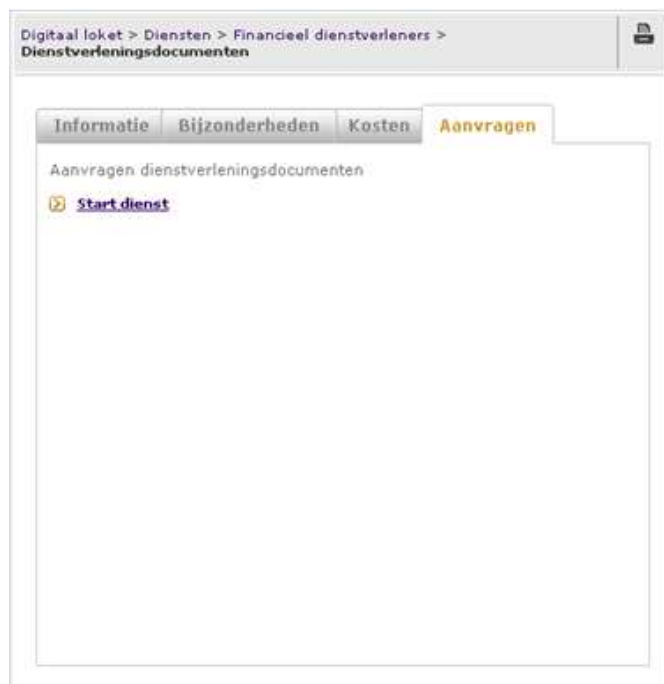 Digitaal loket > Diensten > Financieel dienstverleners >
Dienstverleningsdocumenten
Informatie Bijzonderheden Kosten Aanvragen
Aanvragen dienstverleningsdocumenten
Start dienst